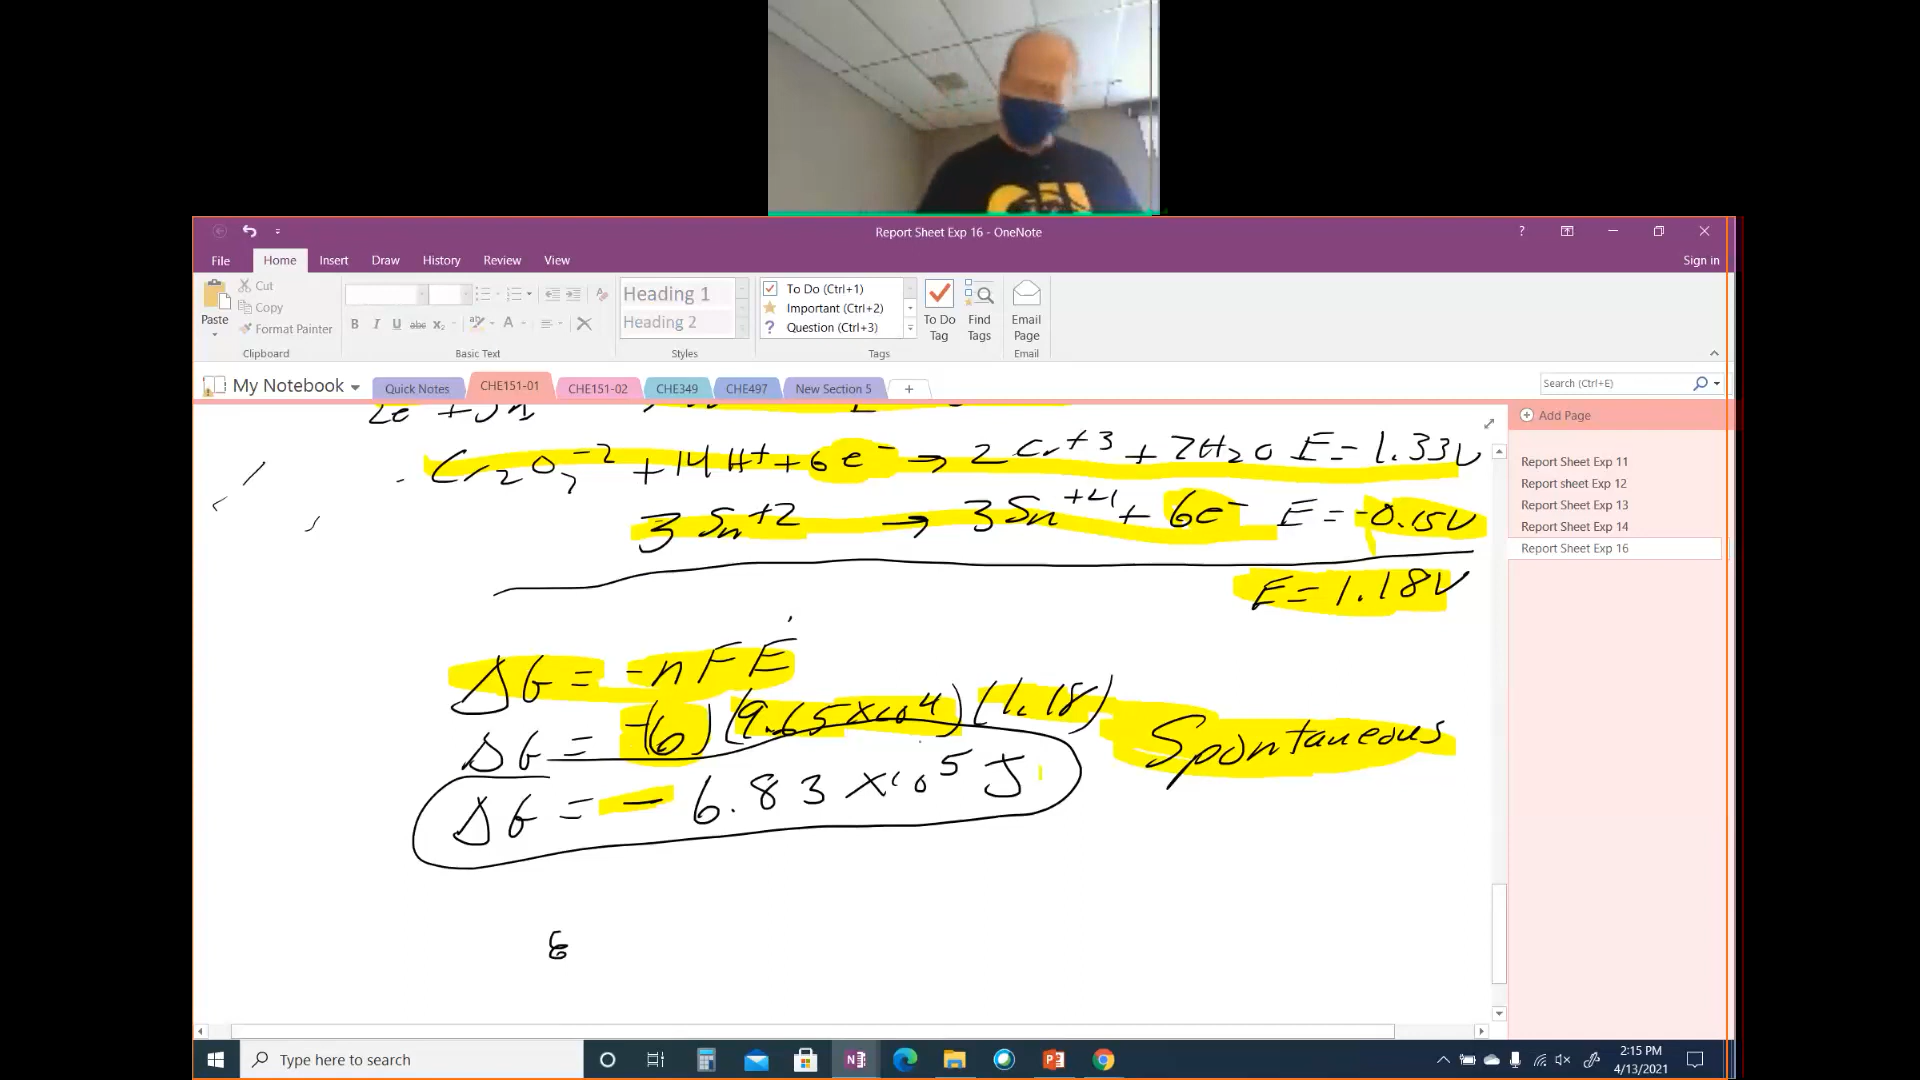 Report Sheet Exp 16 - OneNote
?
File Home Insert Draw History Review View
Sign in
Paste
Cut
Copy
Format Painter
Clipboard
B I U abc X₂ A
Basic Text
Heading 1
Heading 2
Styles
To Do (Ctrl+1)
Important (Ctrl+2)
? Question (Ctrl+3)
Tags
To Do Tag
Find Tags
Email Page
Email
My Notebook
Quick Notes CHE151-01 CHE151-02 CHE349 CHE497 New Section 5 +
Search (Ctrl+E)
Add Page
Report Sheet Exp 11
Report sheet Exp 12
Report Sheet Exp 13
Report Sheet Exp 14
Report Sheet Exp 16
2e
Cr₂O₇⁻² + 14H⁺ + 6e⁻ → 2Cr⁺³ + 7H₂O E = 1.33V
3Sn⁺² → 3Sn⁺⁴ + 6e⁻ E = -0.15V
E = 1.18V
ΔG = -nFE
ΔG = -(6)(9.65 x10⁴)(1.18)
Spontaneous
ΔG = - 6.83 x10⁵ J
Type here to search
2:15 PM
4/13/2021